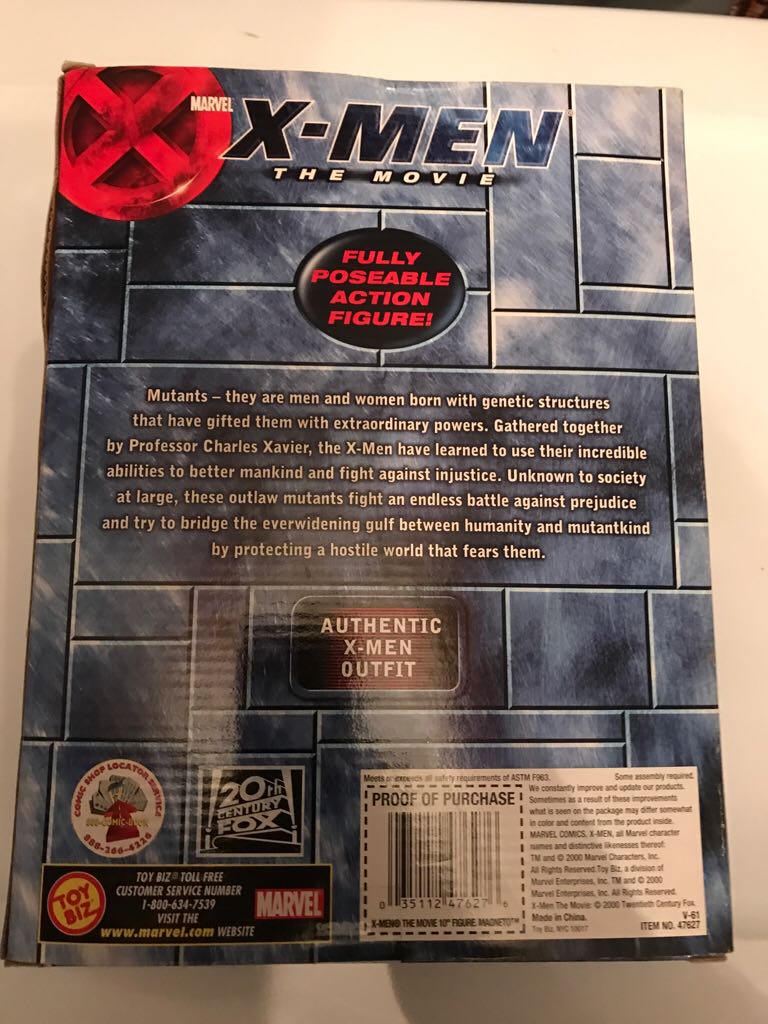 MARVEL
X-MEN
THE MOVIE
FULLY
POSEABLE
ACTION
FIGURE!
Mutants – they are men and women born with genetic structures
that have gifted them with extraordinary powers. Gathered together
by Professor Charles Xavier, the X-Men have learned to use their incredible
abilities to better mankind and fight against injustice. Unknown to society
at large, these outlaw mutants fight an endless battle against prejudice
and try to bridge the everwidening gulf between humanity and mutantkind
by protecting a hostile world that fears them.
AUTHENTIC
X-MEN
OUTFIT
COMIC SHOP LOCATOR SERVICE
888-COMIC-BOOK
888-266-4226
20th
CENTURY
FOX
TOY
BIZ
TOY BIZ® TOLL FREE
CUSTOMER SERVICE NUMBER
1-800-634-7539
VISIT THE
www.marvel.com WEBSITE
MARVEL
Meets or exceeds all safety requirements of ASTM F963.
Some assembly required.
PROOF OF PURCHASE
0 35112 47627 6
X-MEN® THE MOVIE 10" FIGURE. MAGNETO™
We constantly improve and update our products.
Sometimes as a result of these improvements
what is seen on the package may differ somewhat
in color and content from the product inside.
MARVEL COMICS, X-MEN, all Marvel character
names and distinctive likenesses thereof:
TM and © 2000 Marvel Characters, Inc.
All Rights Reserved. Toy Biz, a division of
Marvel Enterprises, Inc. TM and © 2000
Marvel Enterprises, Inc. All Rights Reserved.
X-Men The Movie: © 2000 Twentieth Century Fox.
Made in China.
V-61
Toy Biz, NYC 10017
ITEM NO. 47627